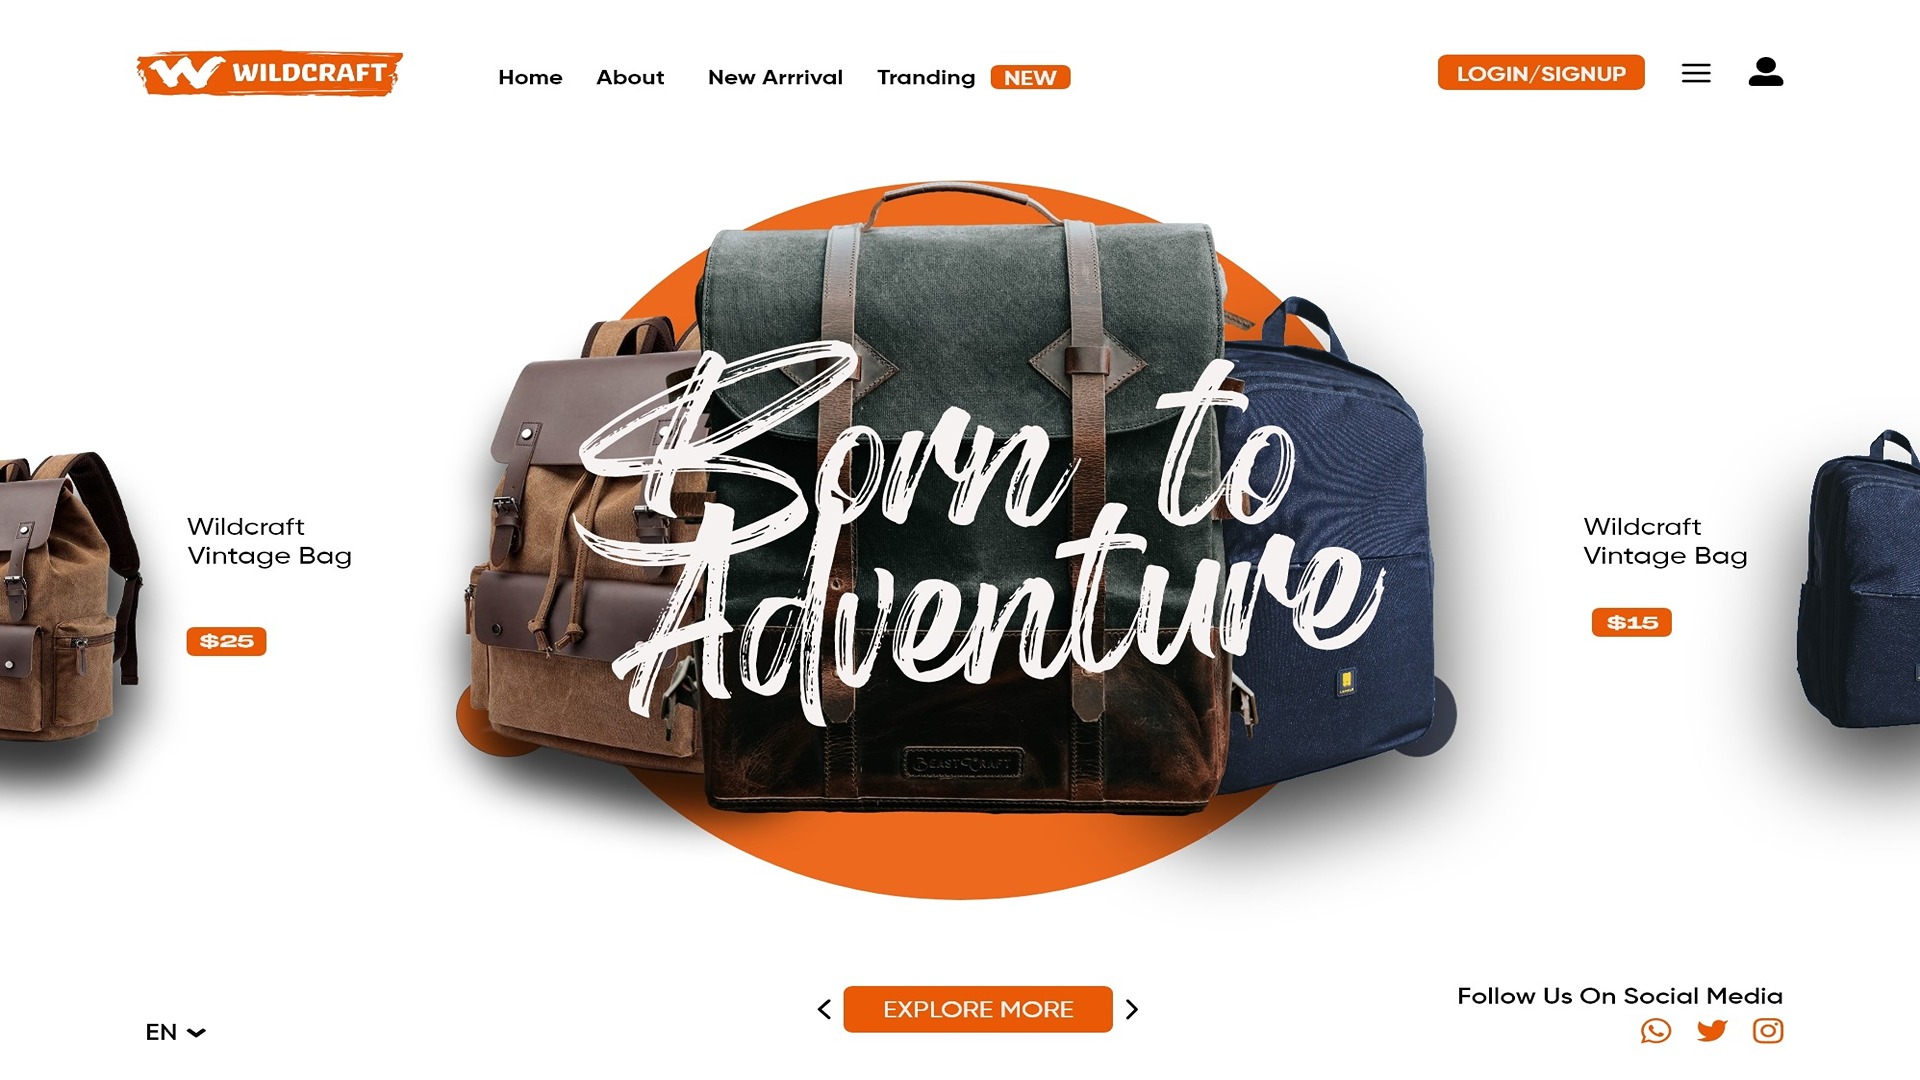 WILDCRAFT
Home About New Arrrival Tranding NEW
LOGIN/SIGNUP
Born to
Adventure
Wildcraft
Vintage Bag
$25
Wildcraft
Vintage Bag
$15
BEASTCRAFT
EXPLORE MORE
EN
Follow Us On Social Media